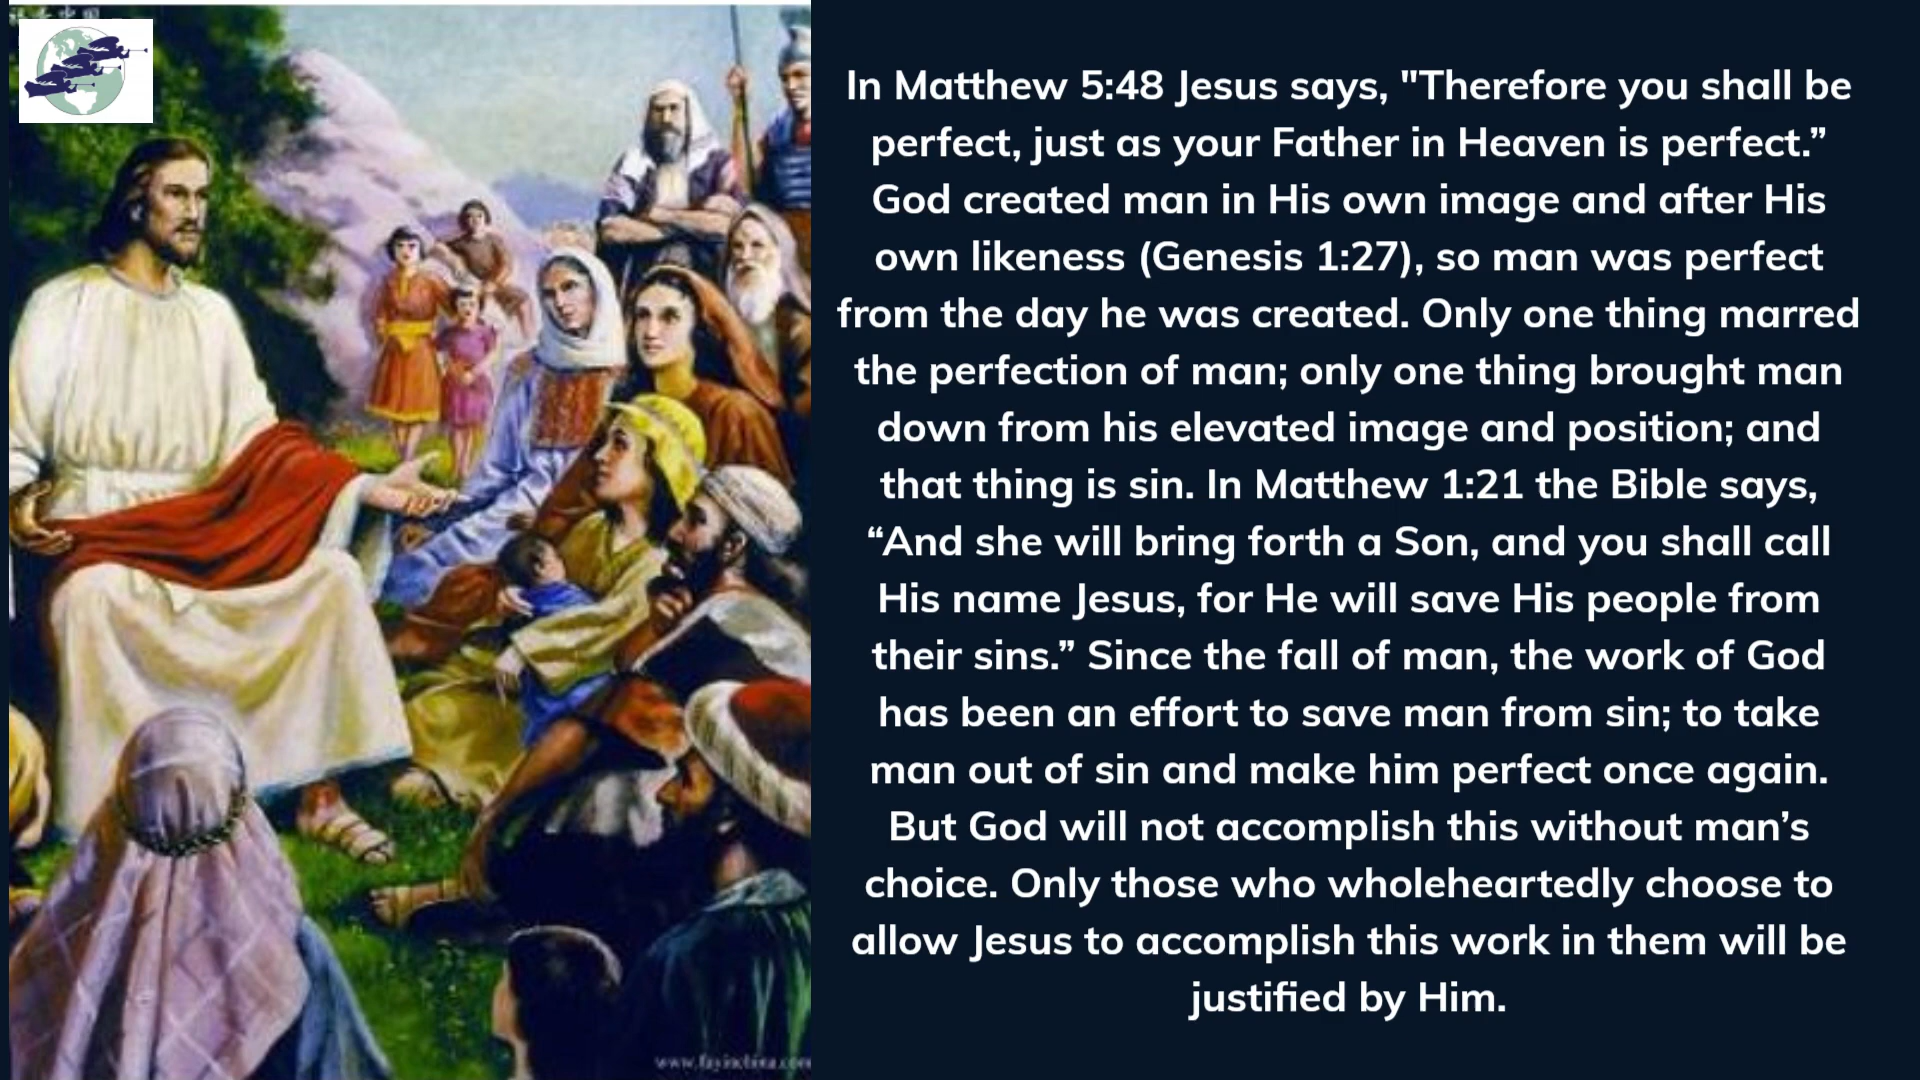 In Matthew 5:48 Jesus says, "Therefore you shall be
perfect, just as your Father in Heaven is perfect.”
God created man in His own image and after His
own likeness (Genesis 1:27), so man was perfect
from the day he was created. Only one thing marred
the perfection of man; only one thing brought man
down from his elevated image and position; and
that thing is sin. In Matthew 1:21 the Bible says,
“And she will bring forth a Son, and you shall call
His name Jesus, for He will save His people from
their sins.” Since the fall of man, the work of God
has been an effort to save man from sin; to take
man out of sin and make him perfect once again.
But God will not accomplish this without man’s
choice. Only those who wholeheartedly choose to
allow Jesus to accomplish this work in them will be
justified by Him.